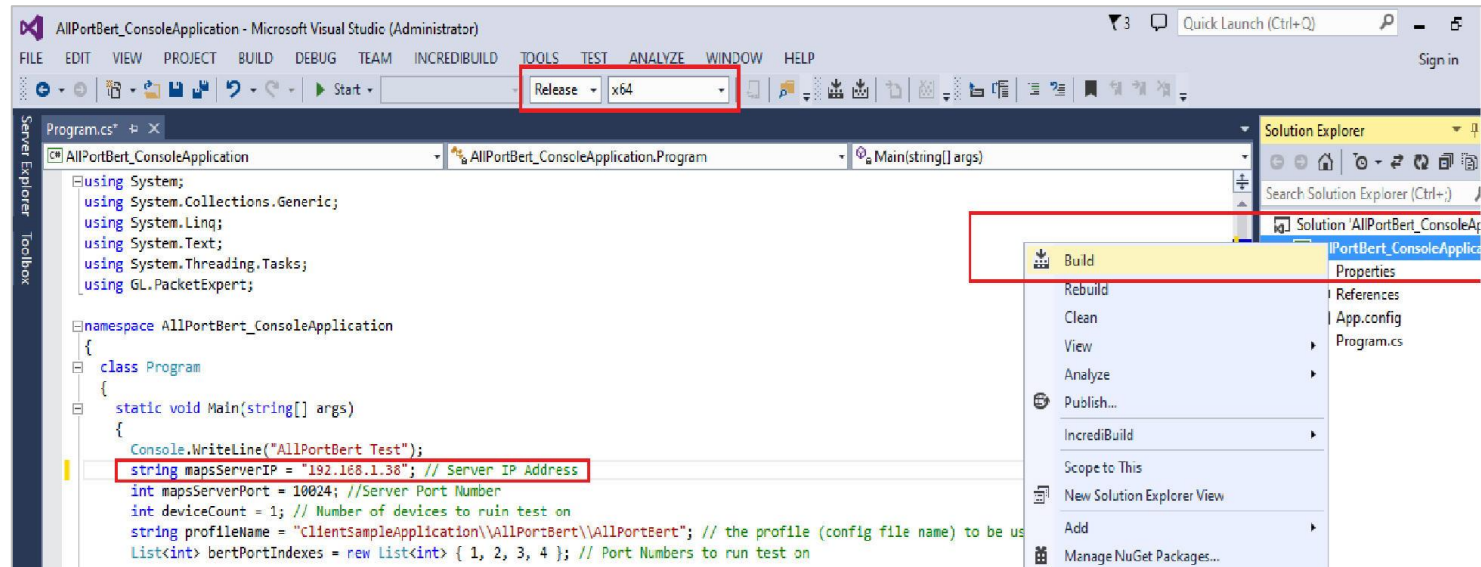 AllPortBert_ConsoleApplication - Microsoft Visual Studio (Administrator)
3
Quick Launch (Ctrl+Q)
FILE EDIT VIEW PROJECT BUILD DEBUG TEAM INCREDIBUILD TOOLS TEST ANALYZE WINDOW HELP
Sign in
Start
Release
x64
Server Explorer
Toolbox
Program.cs*
AllPortBert_ConsoleApplication
AllPortBert_ConsoleApplication.Program
Main(string[] args)
using System;
using System.Collections.Generic;
using System.Linq;
using System.Text;
using System.Threading.Tasks;
using GL.PacketExpert;
namespace AllPortBert_ConsoleApplication
{
class Program
{
static void Main(string[] args)
{
Console.WriteLine("AllPortBert Test");
string mapsServerIP = "192.168.1.38"; // Server IP Address
int mapsServerPort = 10024; //Server Port Number
int deviceCount = 1; // Number of devices to ruin test on
string profileName = "ClientSampleApplication\\AllPortBert\\AllPortBert"; // the profile (config file name) to be us
List<int> bertPortIndexes = new List<int> { 1, 2, 3, 4 }; // Port Numbers to run test on
Build
Rebuild
Clean
View
Analyze
Publish...
IncrediBuild
Scope to This
New Solution Explorer View
Add
Manage NuGet Packages...
Solution Explorer
Search Solution Explorer (Ctrl+;)
Solution 'AllPortBert_ConsoleAp
llPortBert_ConsoleApplica
Properties
References
App.config
Program.cs